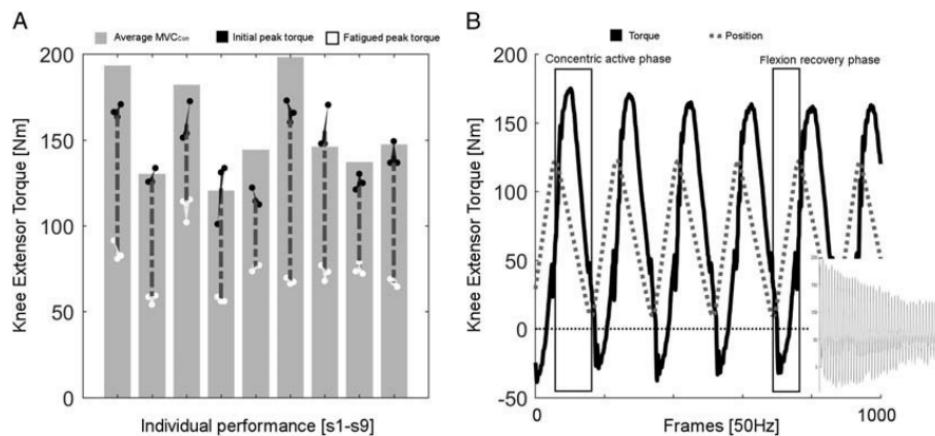 A
Average MVCCon
Initial peak torque
Fatigued peak torque
Knee Extensor Torque [Nm]
200
150
100
50
0
Individual performance [s1-s9]
B
Torque
Position
Concentric active phase
Flexion recovery phase
Knee Extensor Torque [Nm]
200
150
100
50
0
-50
0
1000
Frames [50Hz]